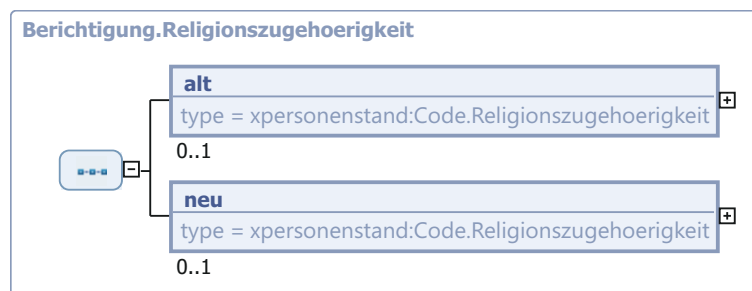 Berichtigung.Religionszugehoerigkeit
alt
type = xpersonenstand:Code.Religionszugehoerigkeit
0..1
neu
type = xpersonenstand:Code.Religionszugehoerigkeit
0..1